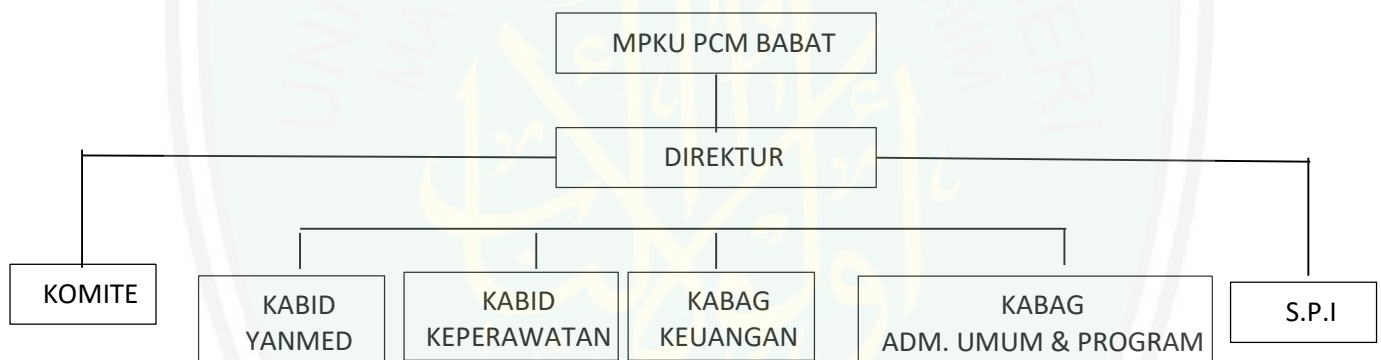 MPKU PCM BABAT
DIREKTUR
KOMITE
KABID
YANMED
KABID
KEPERAWATAN
KABAG
KEUANGAN
KABAG
ADM. UMUM & PROGRAM
S.P.I